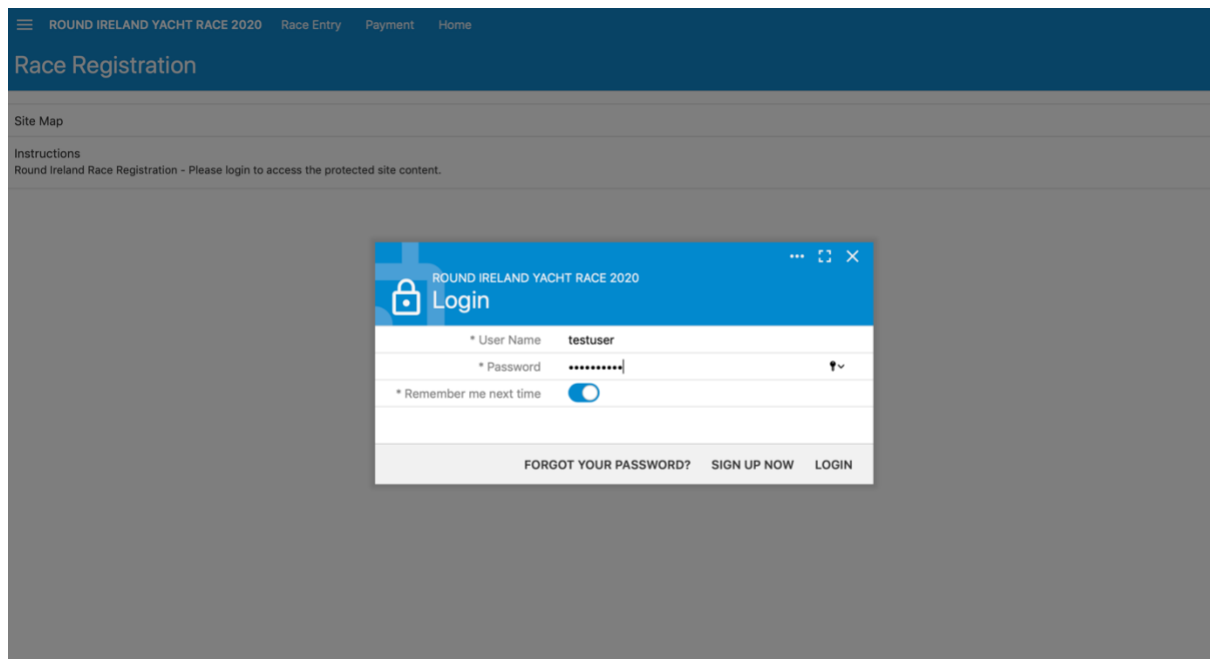 ROUND IRELAND YACHT RACE 2020 Race Entry Payment Home
Race Registration
Site Map
Instructions
Round Ireland Race Registration - Please login to access the protected site content.
ROUND IRELAND YACHT RACE 2020
Login
* User Name testuser
* Password ••••••••••
* Remember me next time
FORGOT YOUR PASSWORD? SIGN UP NOW LOGIN